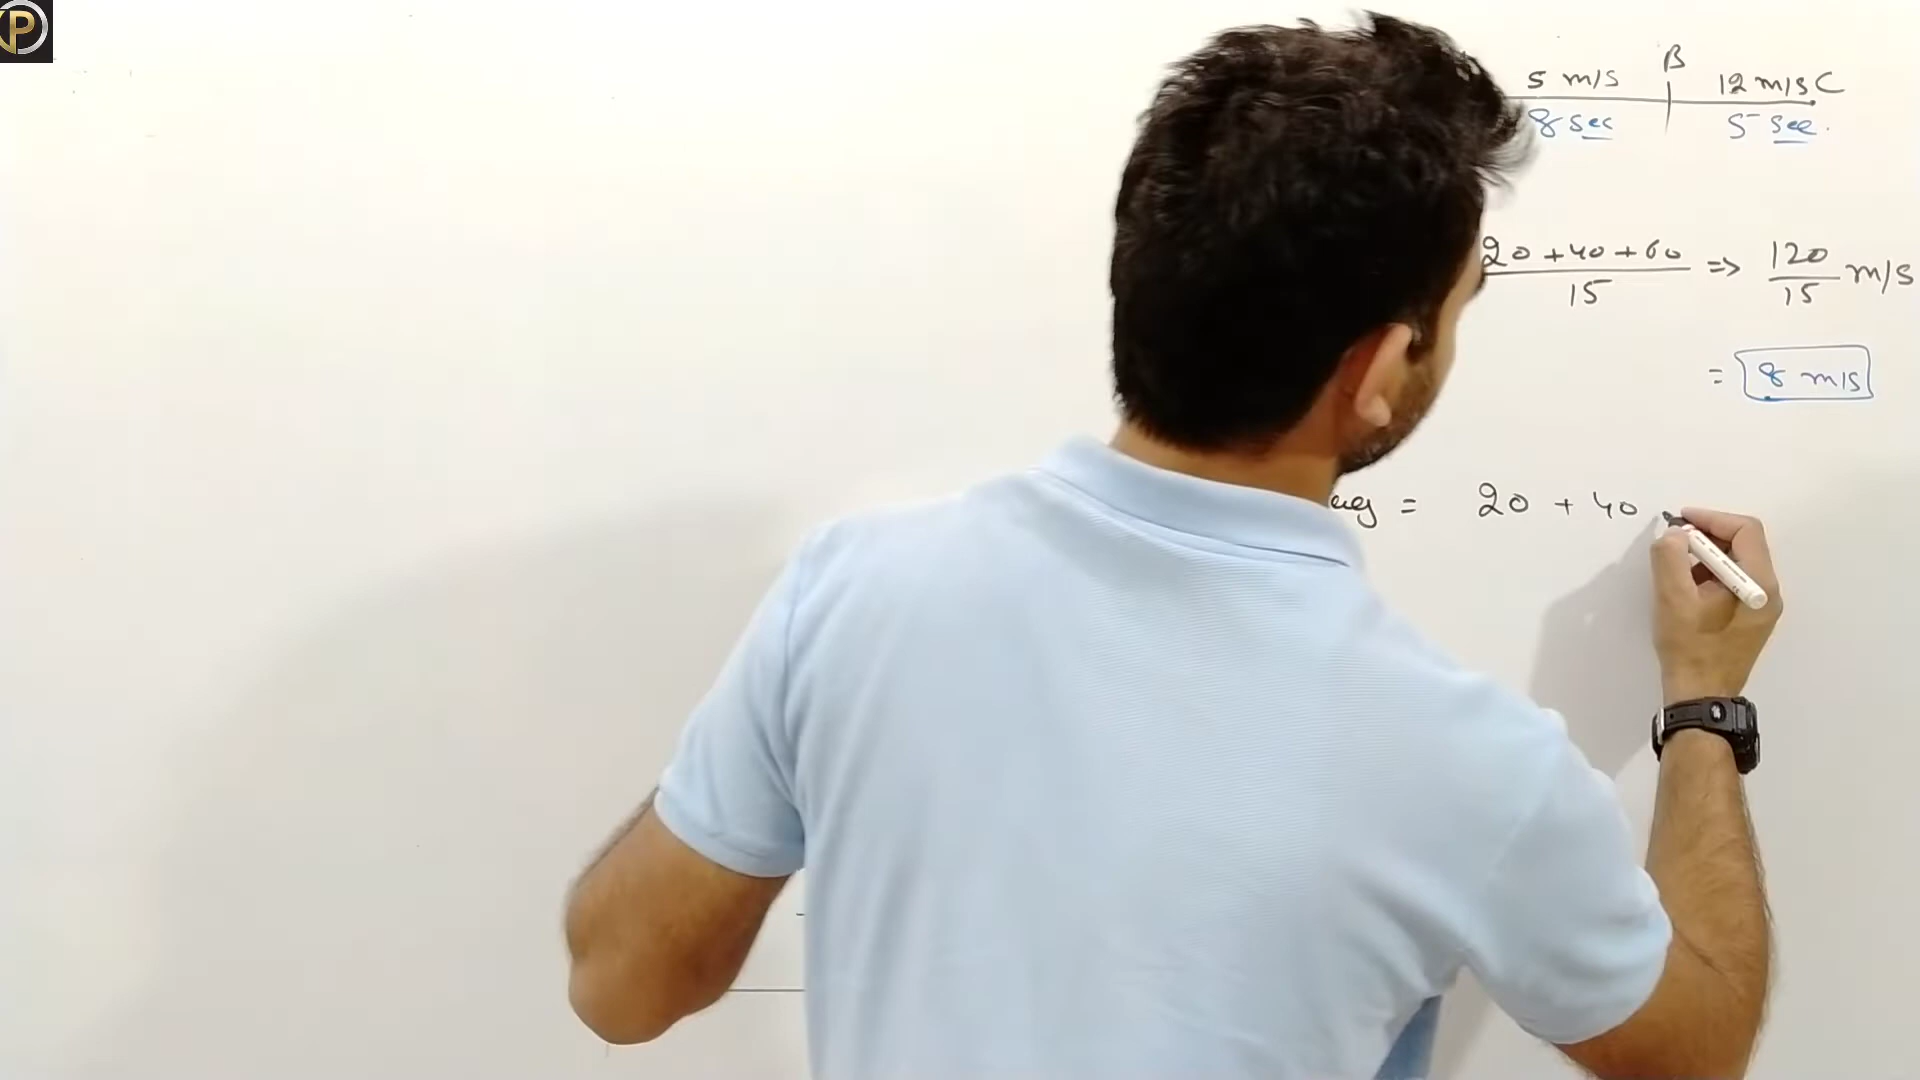 P
B
5 m/s 12 m/s C
8 sec 5 sec.
20 + 40 + 60 => 120 m/s
15 15
= 8 m/s
avg = 20 + 40